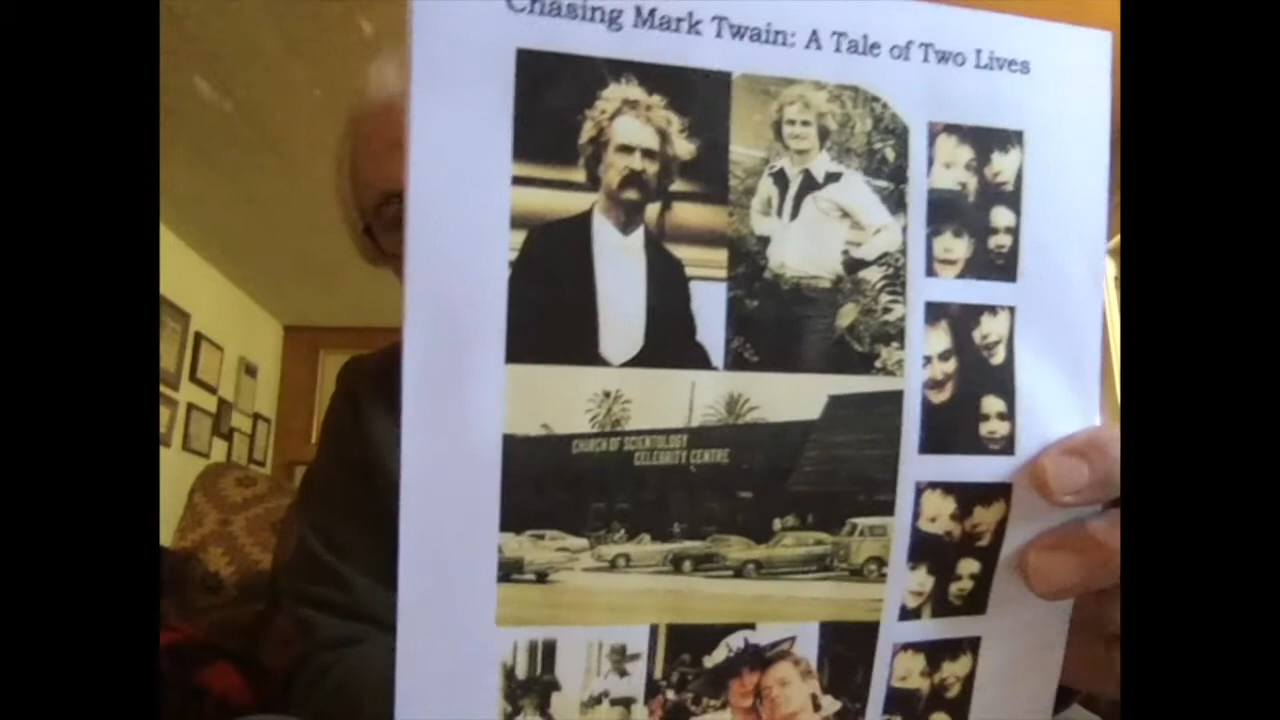 Chasing Mark Twain: A Tale of Two Lives
CHURCH OF SCIENTOLOGY
CELEBRITY CENTRE